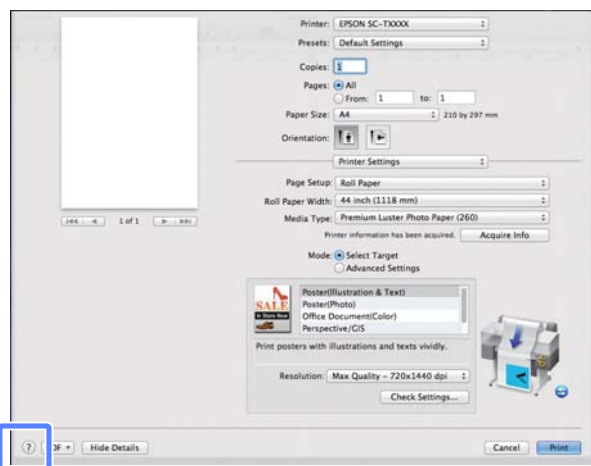 Printer: EPSON SC-TXXXX
Presets: Default Settings
Copies: 1
Pages: All
From: 1 to: 1
Paper Size: A4 210 by 297 mm
Orientation:
Printer Settings
Page Setup: Roll Paper
Roll Paper Width: 44 inch (1118 mm)
Media Type: Premium Luster Photo Paper (260)
1 of 1
Printer information has been acquired. Acquire Info
Mode: Select Target
Advanced Settings
SALE
In Store Now
Poster(Illustration & Text)
Poster(Photo)
Office Document(Color)
Perspective/GIS
Print posters with illustrations and texts vividly.
Resolution: Max Quality - 720x1440 dpi
Check Settings...
? DF Hide Details Cancel Print